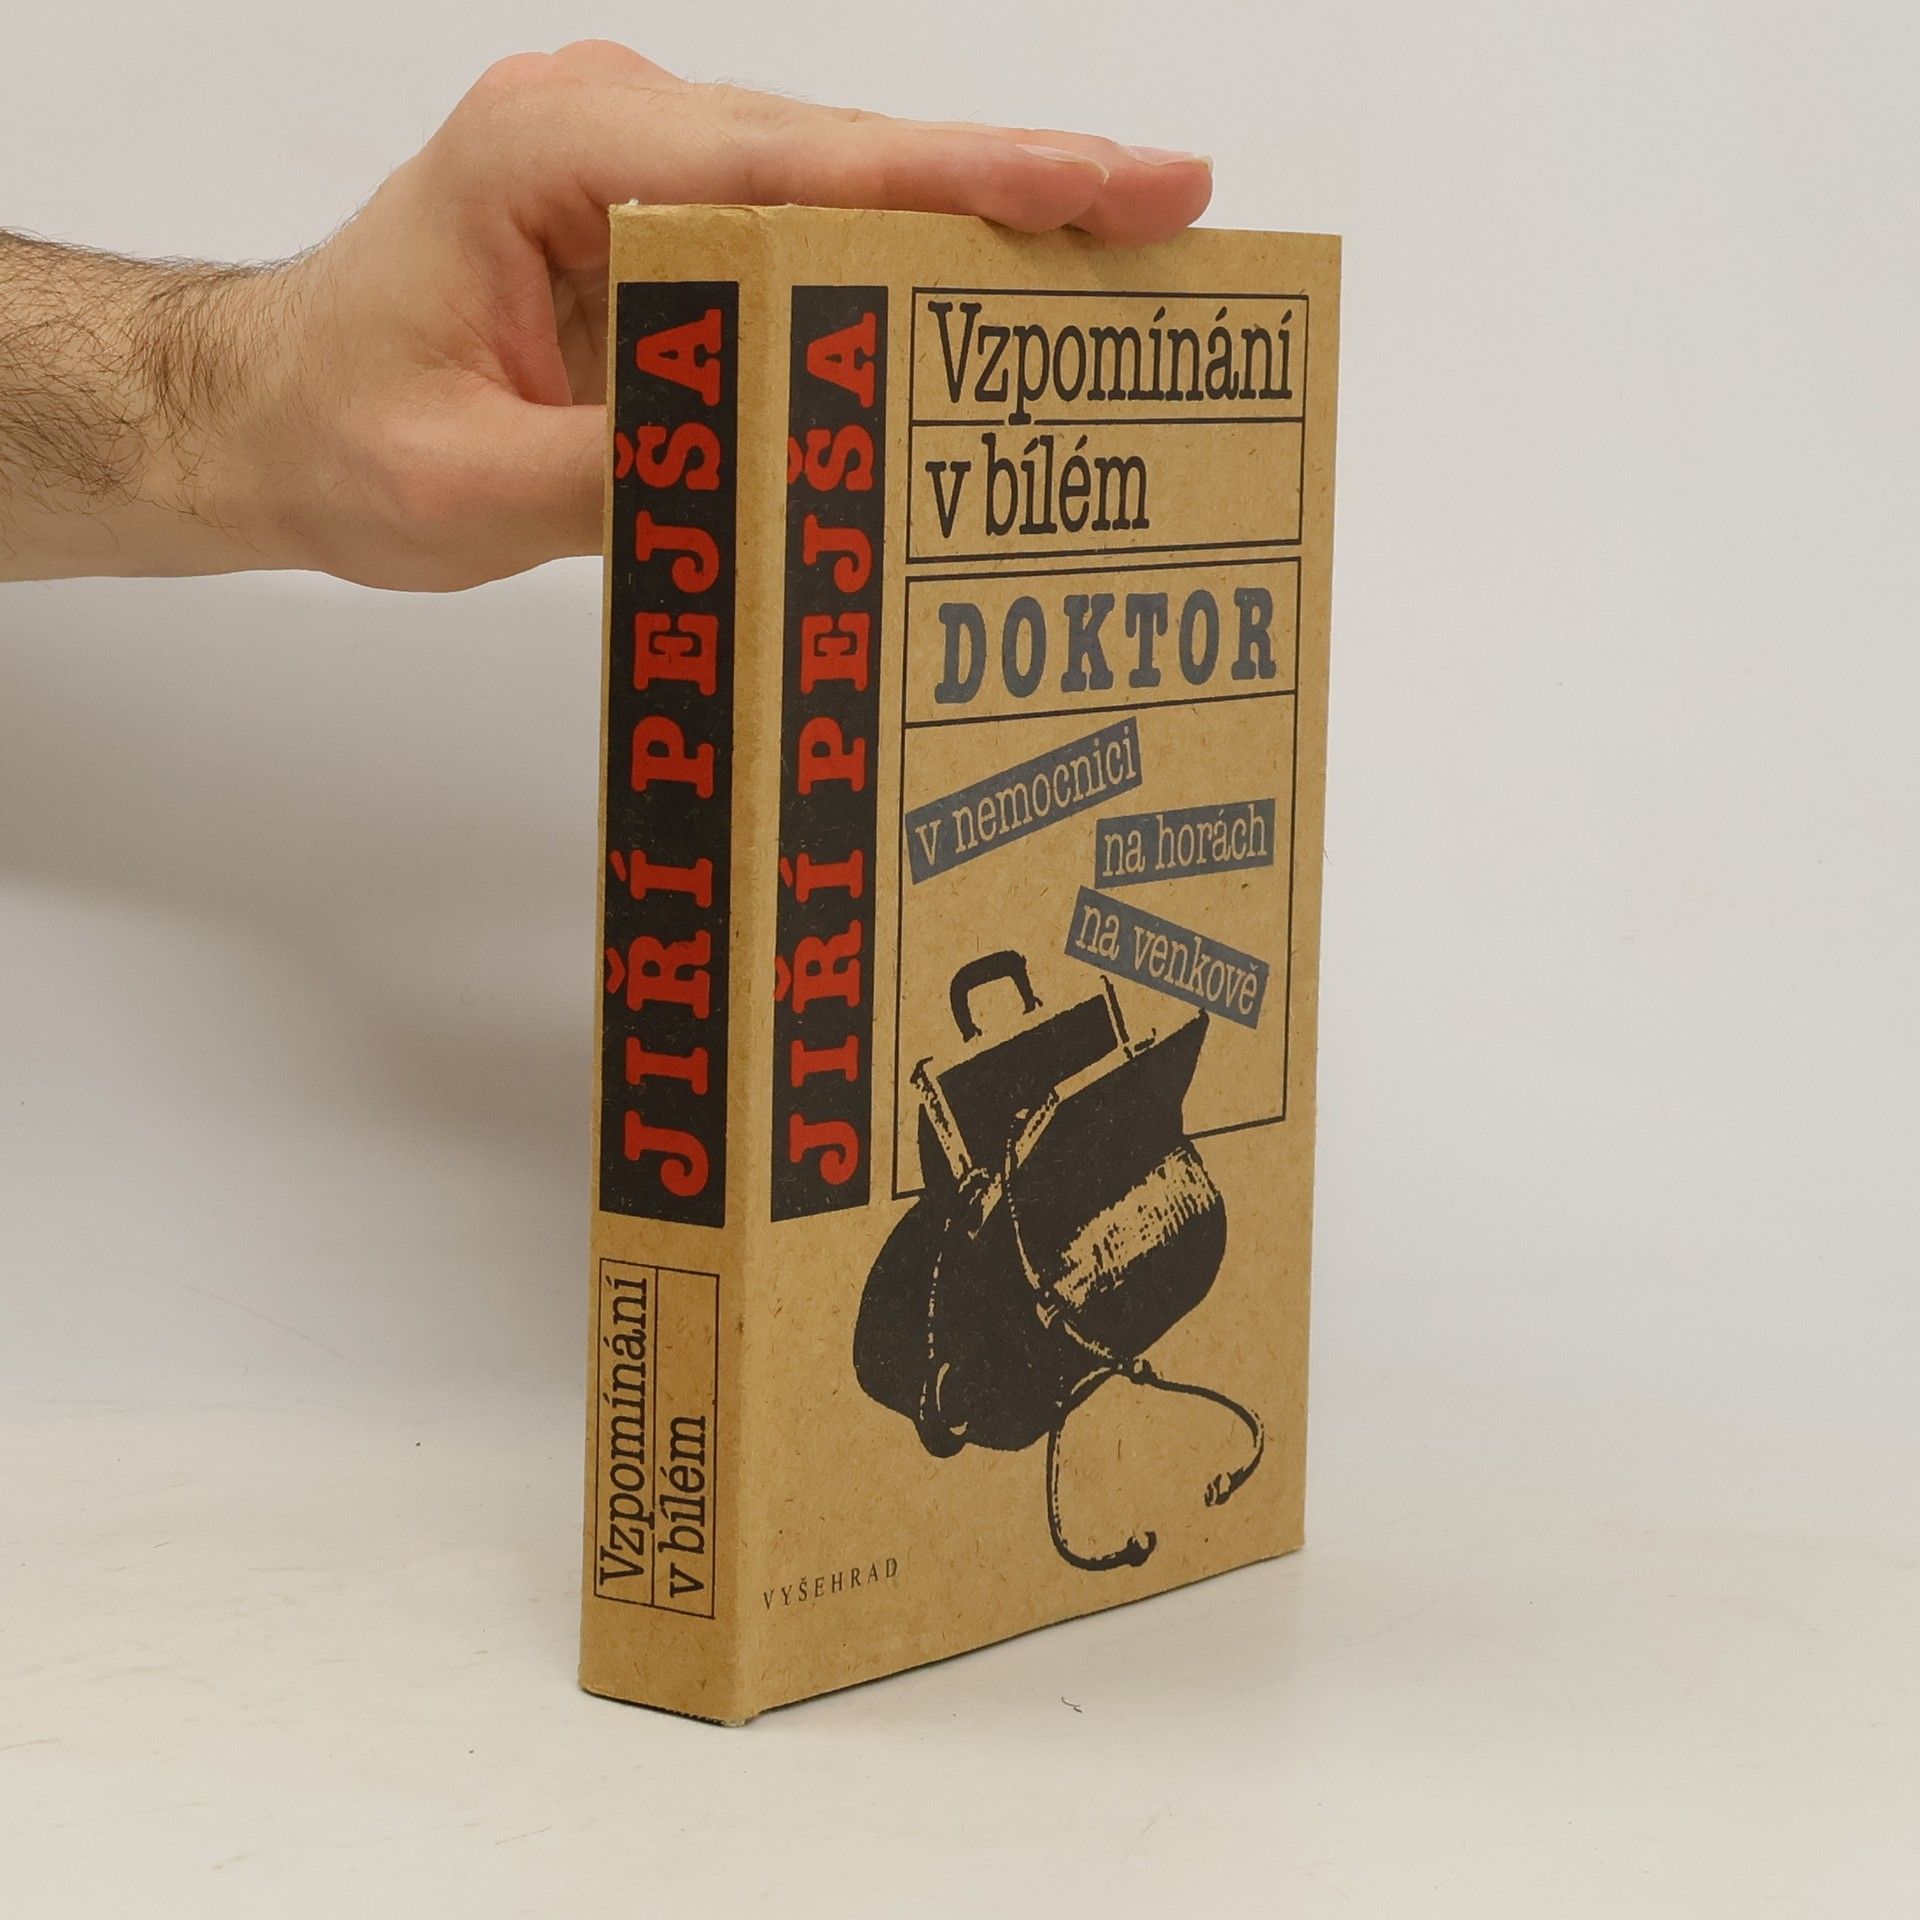 JIŘÍ PEJŠA
Vzpomínání
v bílém
JIŘÍ PEJŠA
Vzpomínání
v bílém
DOKTOR
v nemocnici
na horách
na venkově
VYŠEHRAD